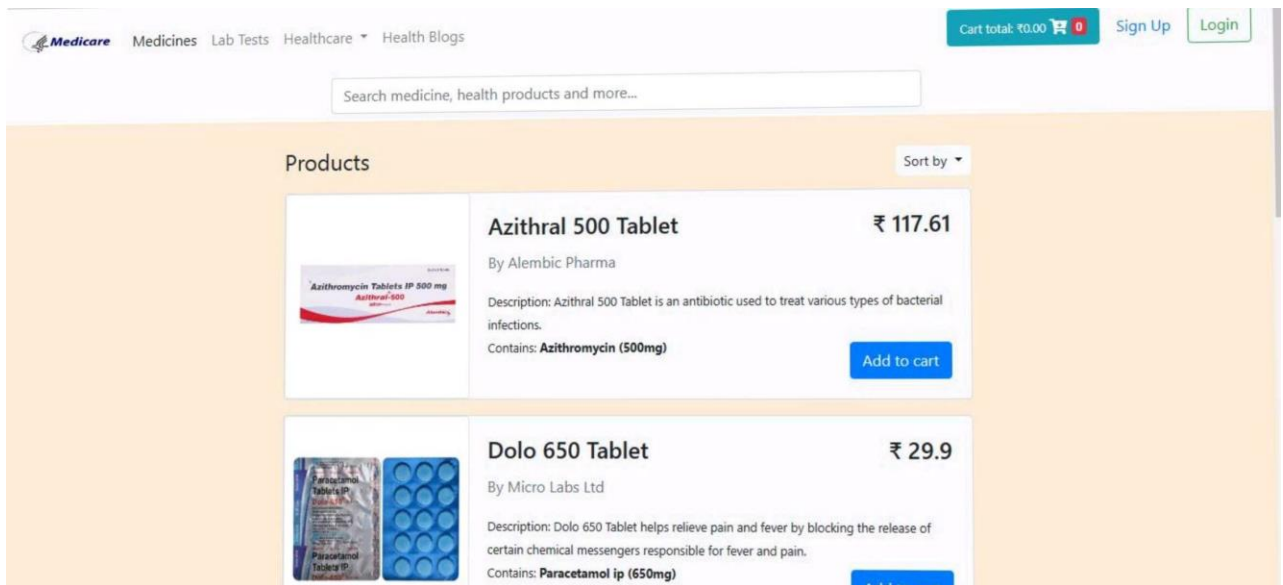 Medicare Medicines Lab Tests Healthcare Health Blogs Cart total: ₹0.00 0 Sign Up Login
Search medicine, health products and more...
Products Sort by
Azithral 500 Tablet ₹ 117.61
By Alembic Pharma
Azithromycin Tablets IP 500 mg
Azithral-500
Description: Azithral 500 Tablet is an antibiotic used to treat various types of bacterial
infections.
Contains: Azithromycin (500mg)
Add to cart
Dolo 650 Tablet ₹ 29.9
By Micro Labs Ltd
Paracetamol
Tablets IP
Description: Dolo 650 Tablet helps relieve pain and fever by blocking the release of
certain chemical messengers responsible for fever and pain.
Paracetamol
Tablets IP
Contains: Paracetamol ip (650mg)